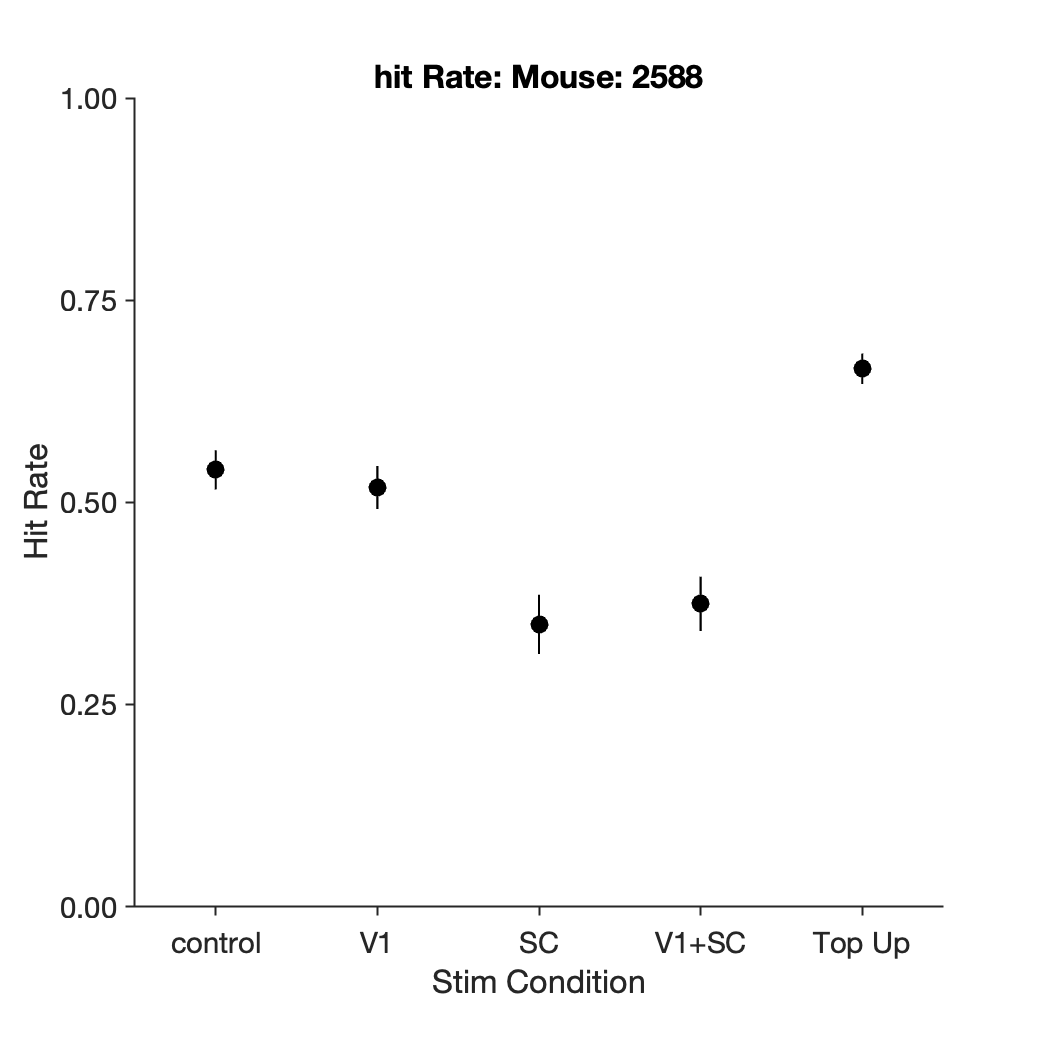 hit Rate: Mouse: 2588
1.00
0.75
0.50
0.25
0.00
Hit Rate
control V1 SC V1+SC Top Up
Stim Condition